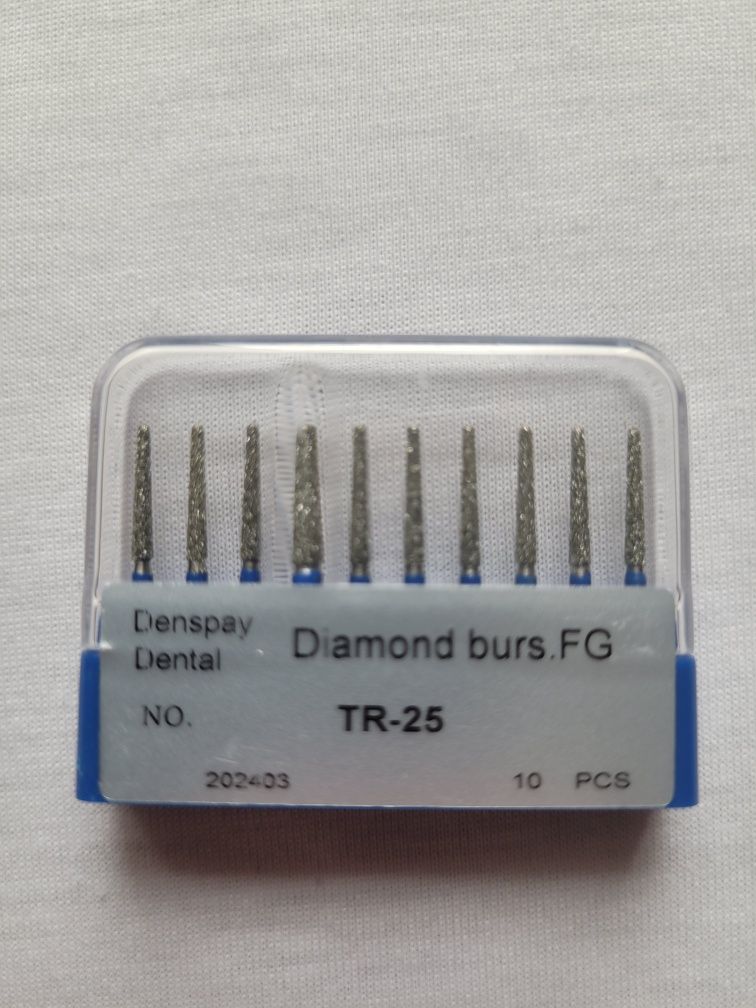 Denspay
Dental
Diamond burs.FG
NO.
TR-25
202403
10 PCS